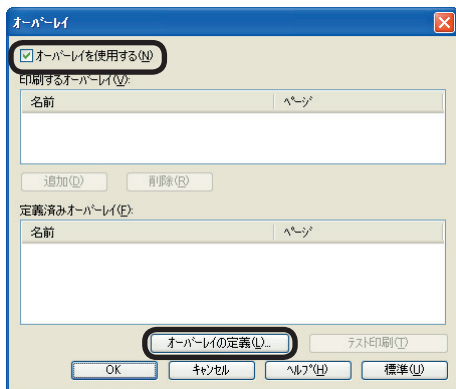 オーバーレイ
オーバーレイを使用する(N)
印刷するオーバーレイ(V):
名前 ページ
追加(D) 削除(R)
定義済みオーバーレイ(F):
名前 ページ
オーバーレイの定義(L)... テスト印刷(T)
OK キャンセル ヘルプ(H) 標準(U)